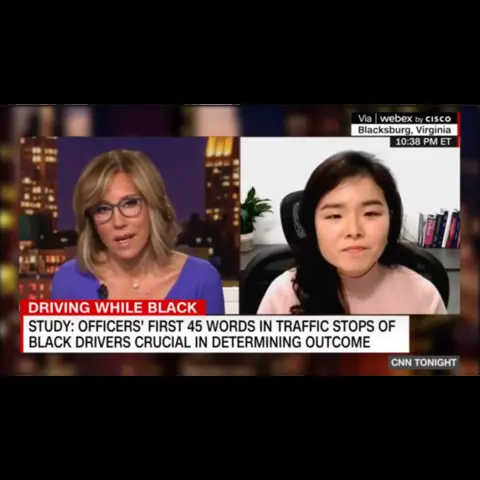 Via | webex by CISCO
Blacksburg, Virginia
10:38 PM ET
DRIVING WHILE BLACK
STUDY: OFFICERS' FIRST 45 WORDS IN TRAFFIC STOPS OF
BLACK DRIVERS CRUCIAL IN DETERMINING OUTCOME
CNN TONIGHT